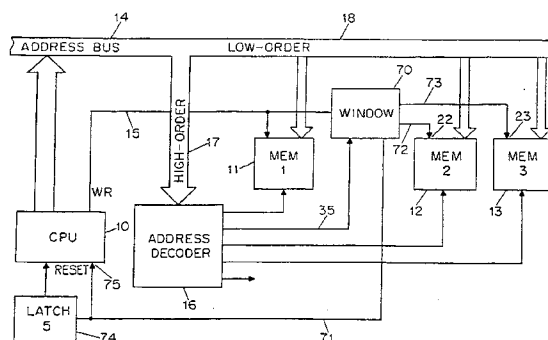 14
18
ADDRESS BUS
LOW-ORDER
70
73
15
HIGH-ORDER
17
WINDOW
22
23
72
11
MEM
1
MEM
2
MEM
3
WR
35
12
13
10
CPU
ADDRESS
DECODER
RESET
75
16
LATCH
5
74
71